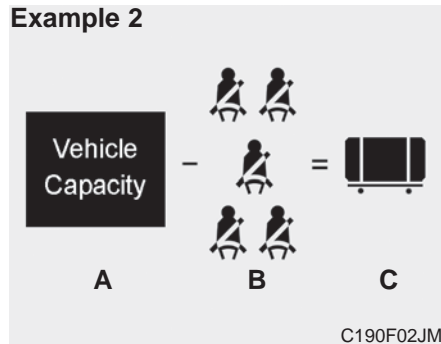 Example 2
Vehicle
Capacity
- =
A B C
C190F02JM